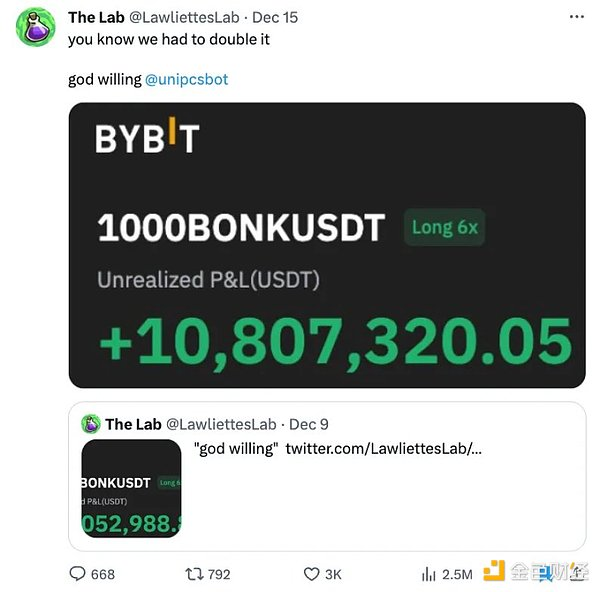 The Lab @LawliettesLab · Dec 15
you know we had to double it
god willing @unipcsbot
BYBIT
1000BONKUSDT Long 6x
Unrealized P&L(USDT)
+10,807,320.05
The Lab @LawliettesLab · Dec 9
"god willing" twitter.com/LawliettesLab/...
BONKUSDT Long 6
d P&L(USDT)
052,988.
668 792 3K 2.5M
金色财经